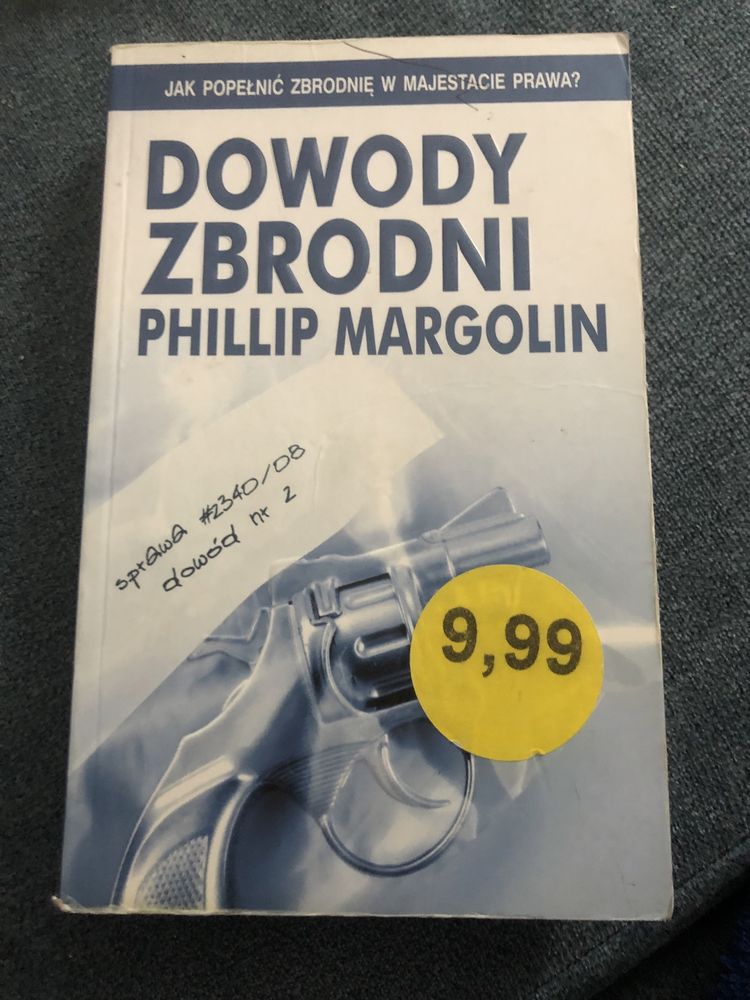 JAK POPEŁNIĆ ZBRODNIĘ W MAJESTACIE PRAWA?
DOWODY
ZBRODNI
PHILLIP MARGOLIN
sprawa #2340/08
dowód nr 2
9,99